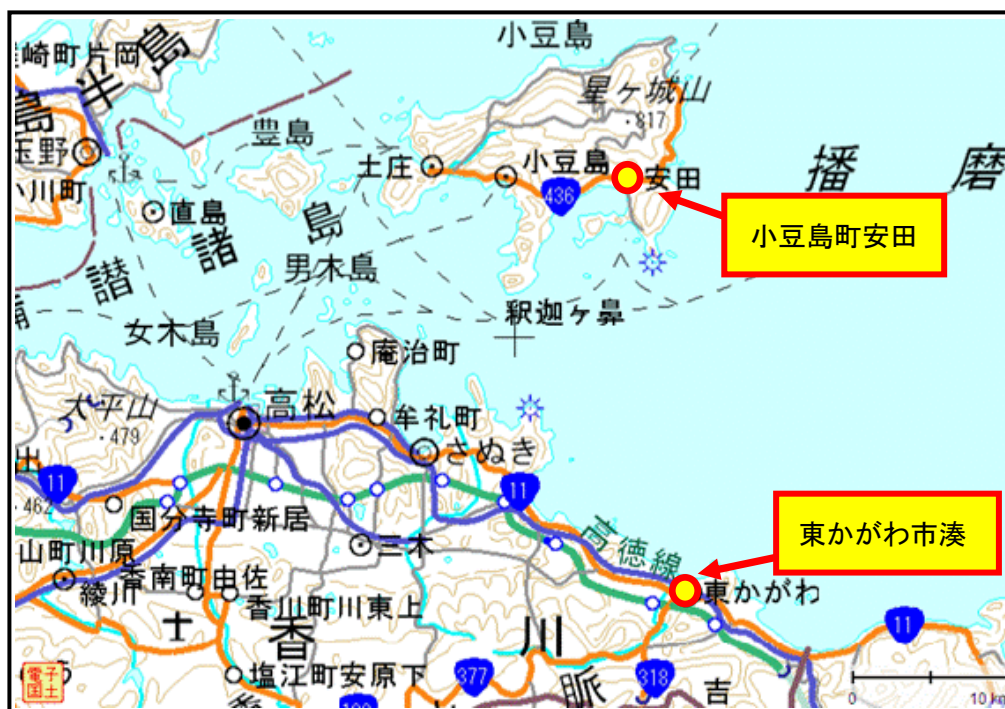 小豆島
崎町片岡
半島
島
星ヶ城山
・817
豊島
玉野
土庄
小豆島
安田
播磨
小川町
直島
436
小豆島町安田
諸島
男木島
讃
釈迦ヶ鼻
女木島
庵治町
太平山
・479
高松
牟礼町
さぬき
11
11
・462
国分寺町新居
高徳線
東かがわ市湊
山町川原
三木
東かがわ
綾川
香南町由佐
香川町川東上
11
士
香川
塩江町安原下
377
318
脈
吉
電子国土
0
10 km